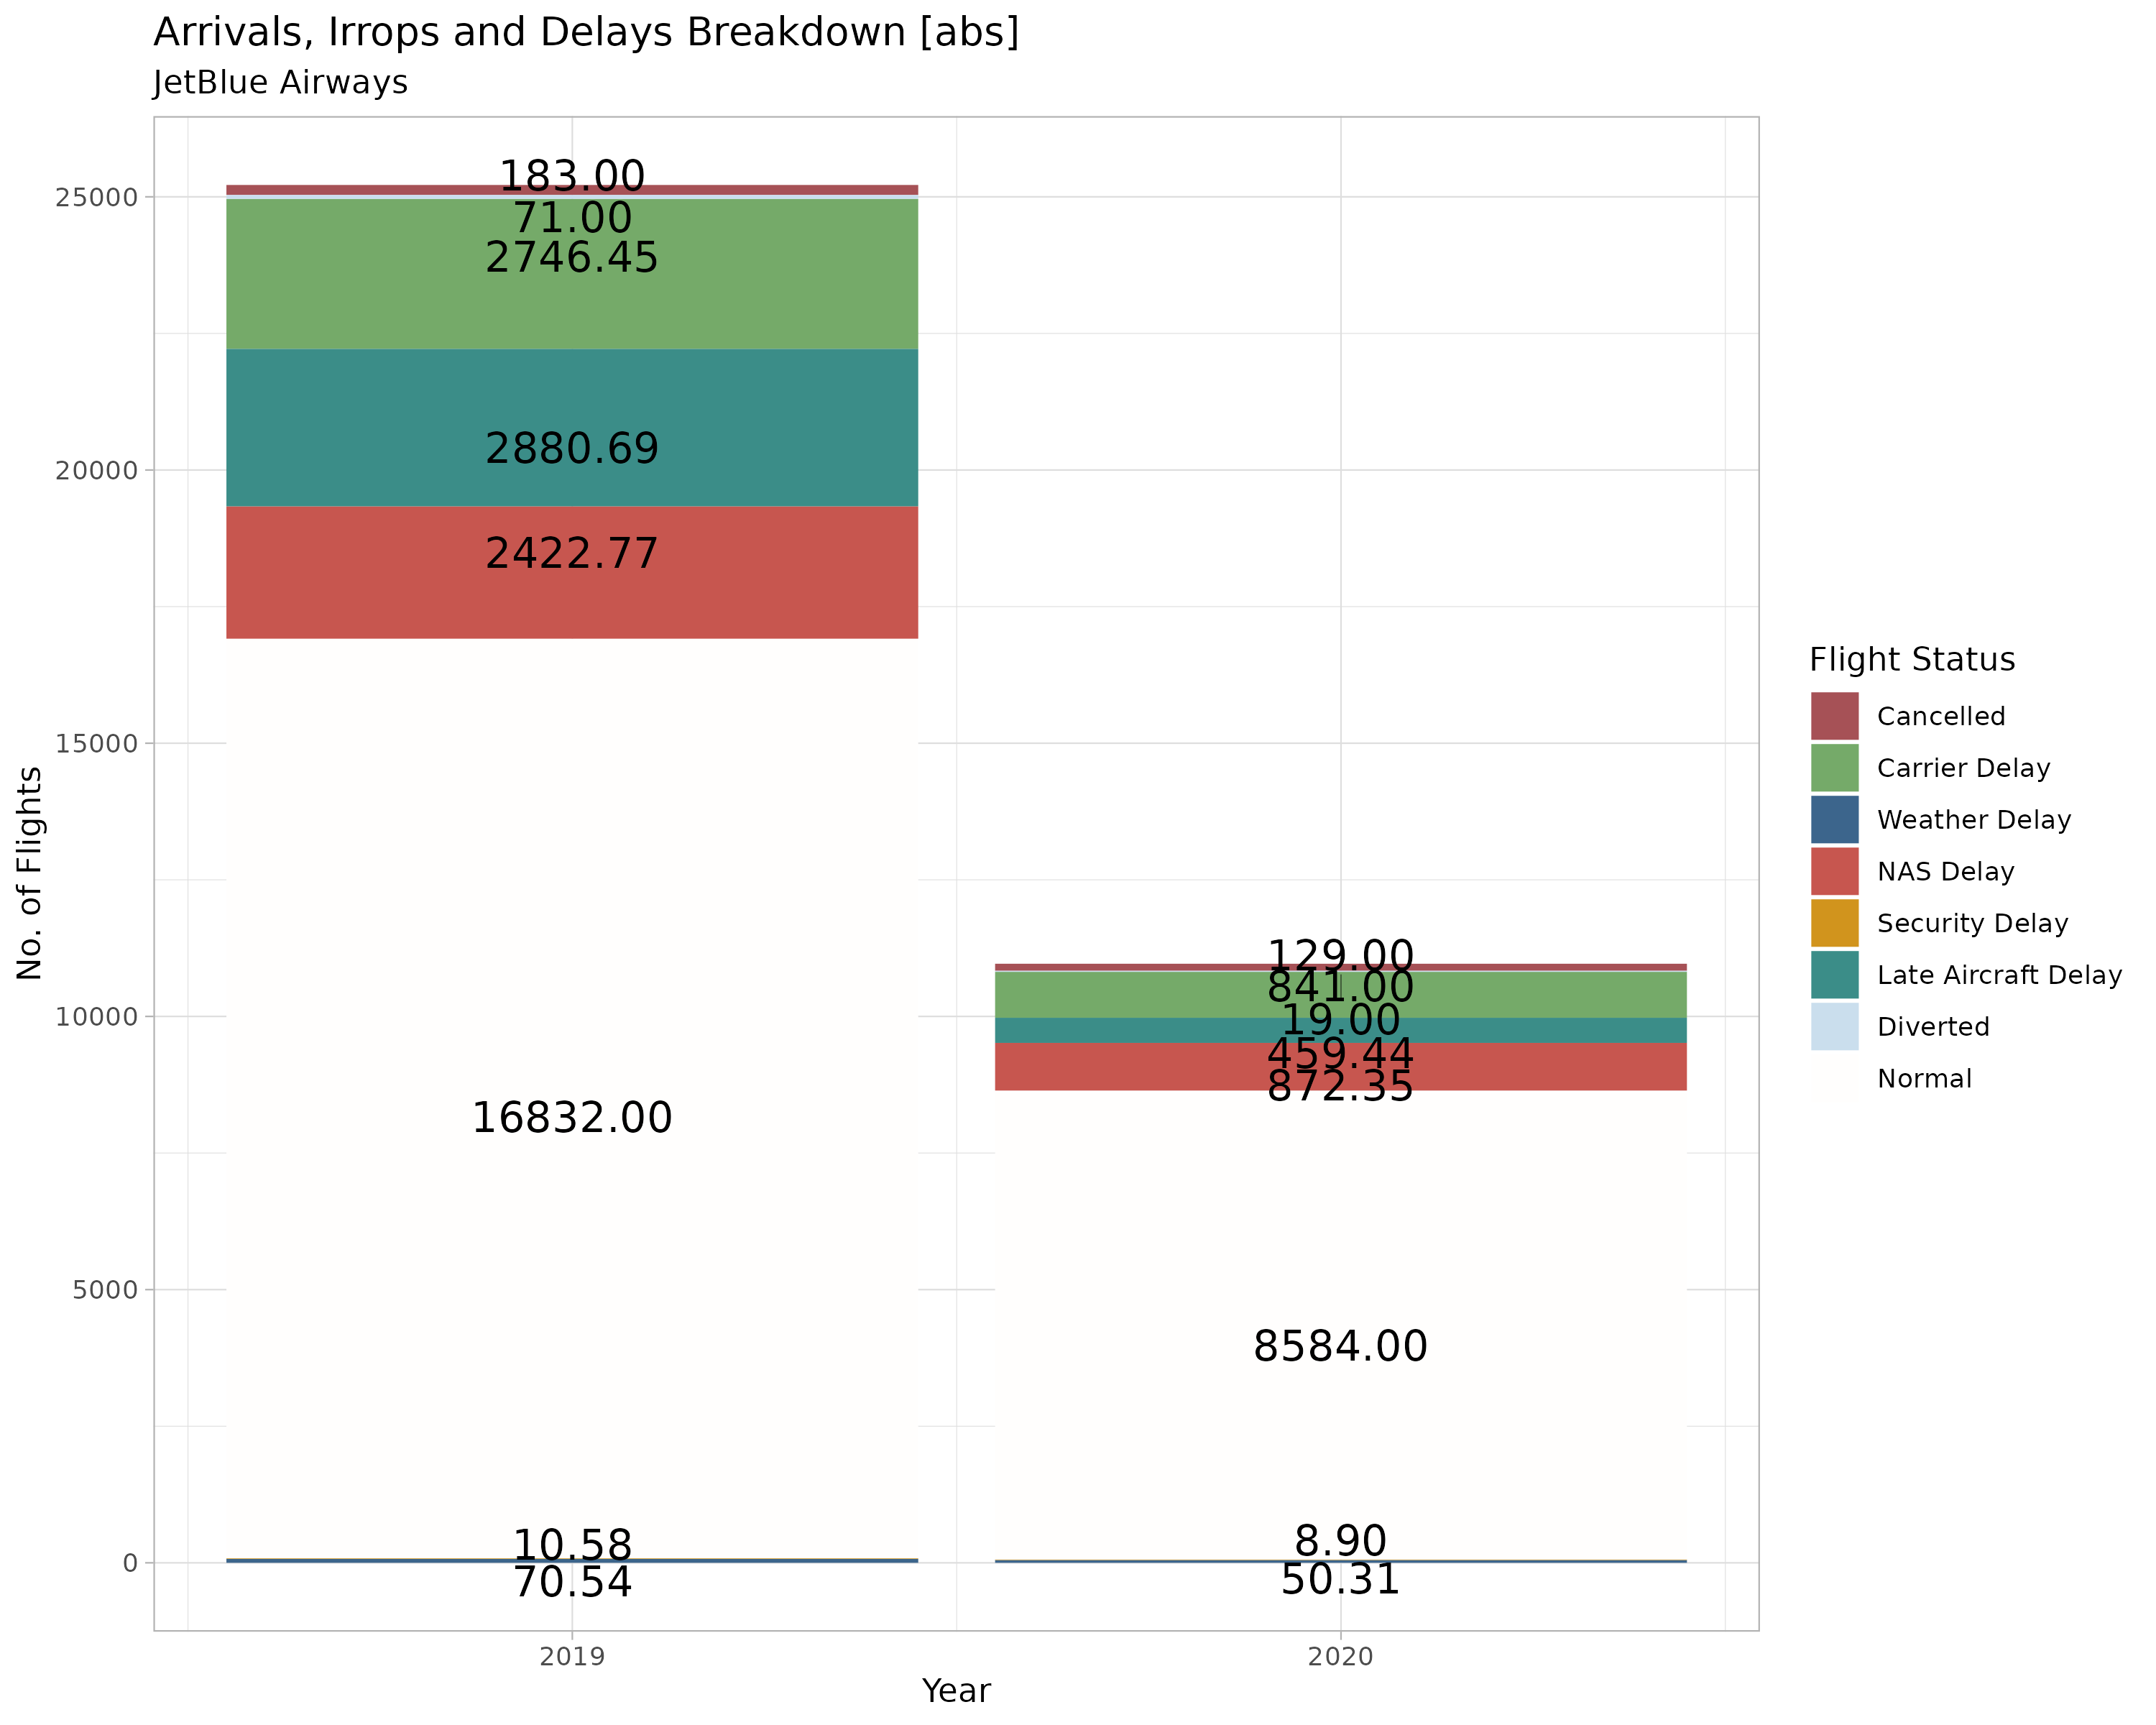 Arrivals, Irrops and Delays Breakdown [abs]
JetBlue Airways
No. of Flights
25000
20000
15000
10000
5000
0
183.00
71.00
2746.45
2880.69
2422.77
16832.00
10.58
70.54
129.00
841.00
19.00
459.44
872.35
8584.00
8.90
50.31
2019
2020
Year
Flight Status
Cancelled
Carrier Delay
Weather Delay
NAS Delay
Security Delay
Late Aircraft Delay
Diverted
Normal